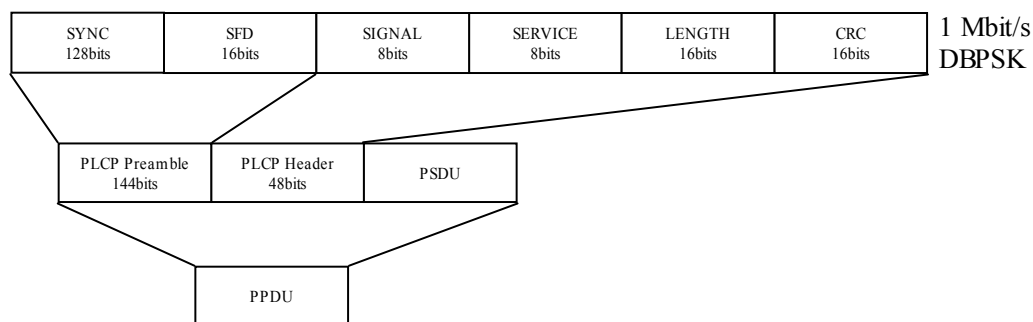 SYNC
128bits
SFD
16bits
SIGNAL
8bits
SERVICE
8bits
LENGTH
16bits
CRC
16bits
1 Mbit/s
DBPSK
PLCP Preamble
144bits
PLCP Header
48bits
PSDU
PPDU